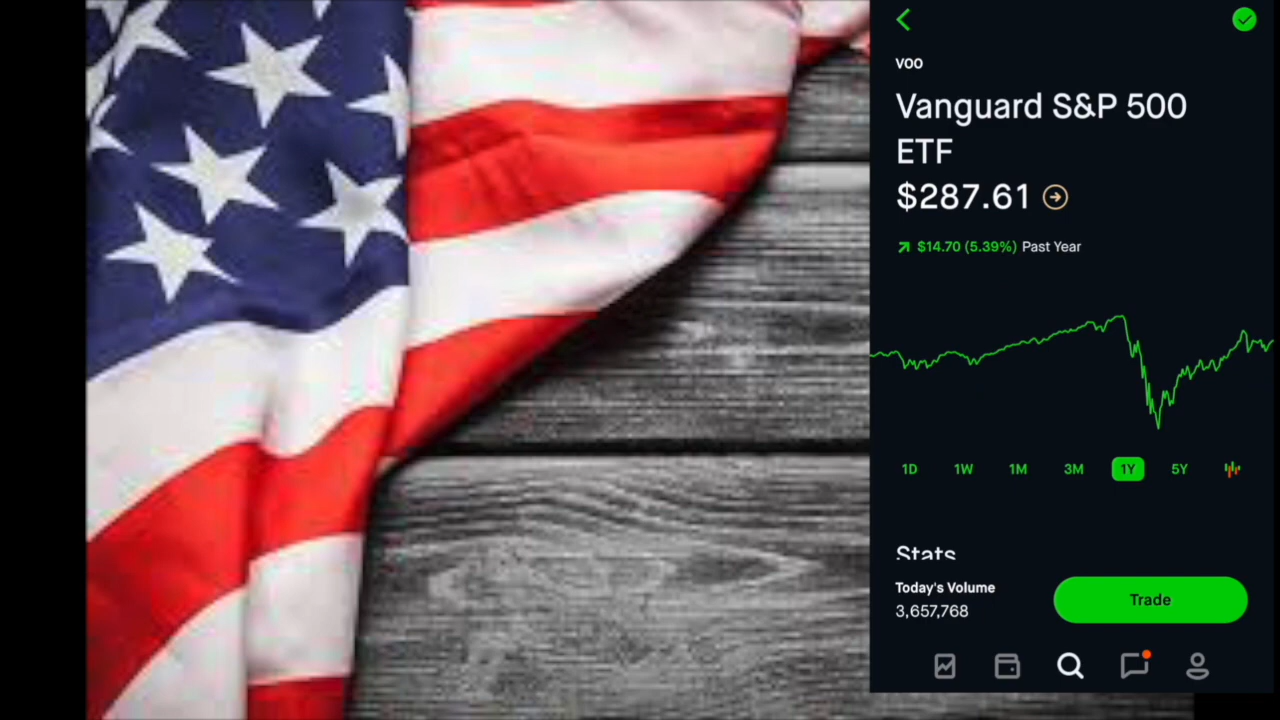 VOO
Vanguard S&P 500
ETF
$287.61
$14.70 (5.39%) Past Year
1D 1W 1M 3M 1Y 5Y
Stats
Today's Volume
3,657,768
Trade